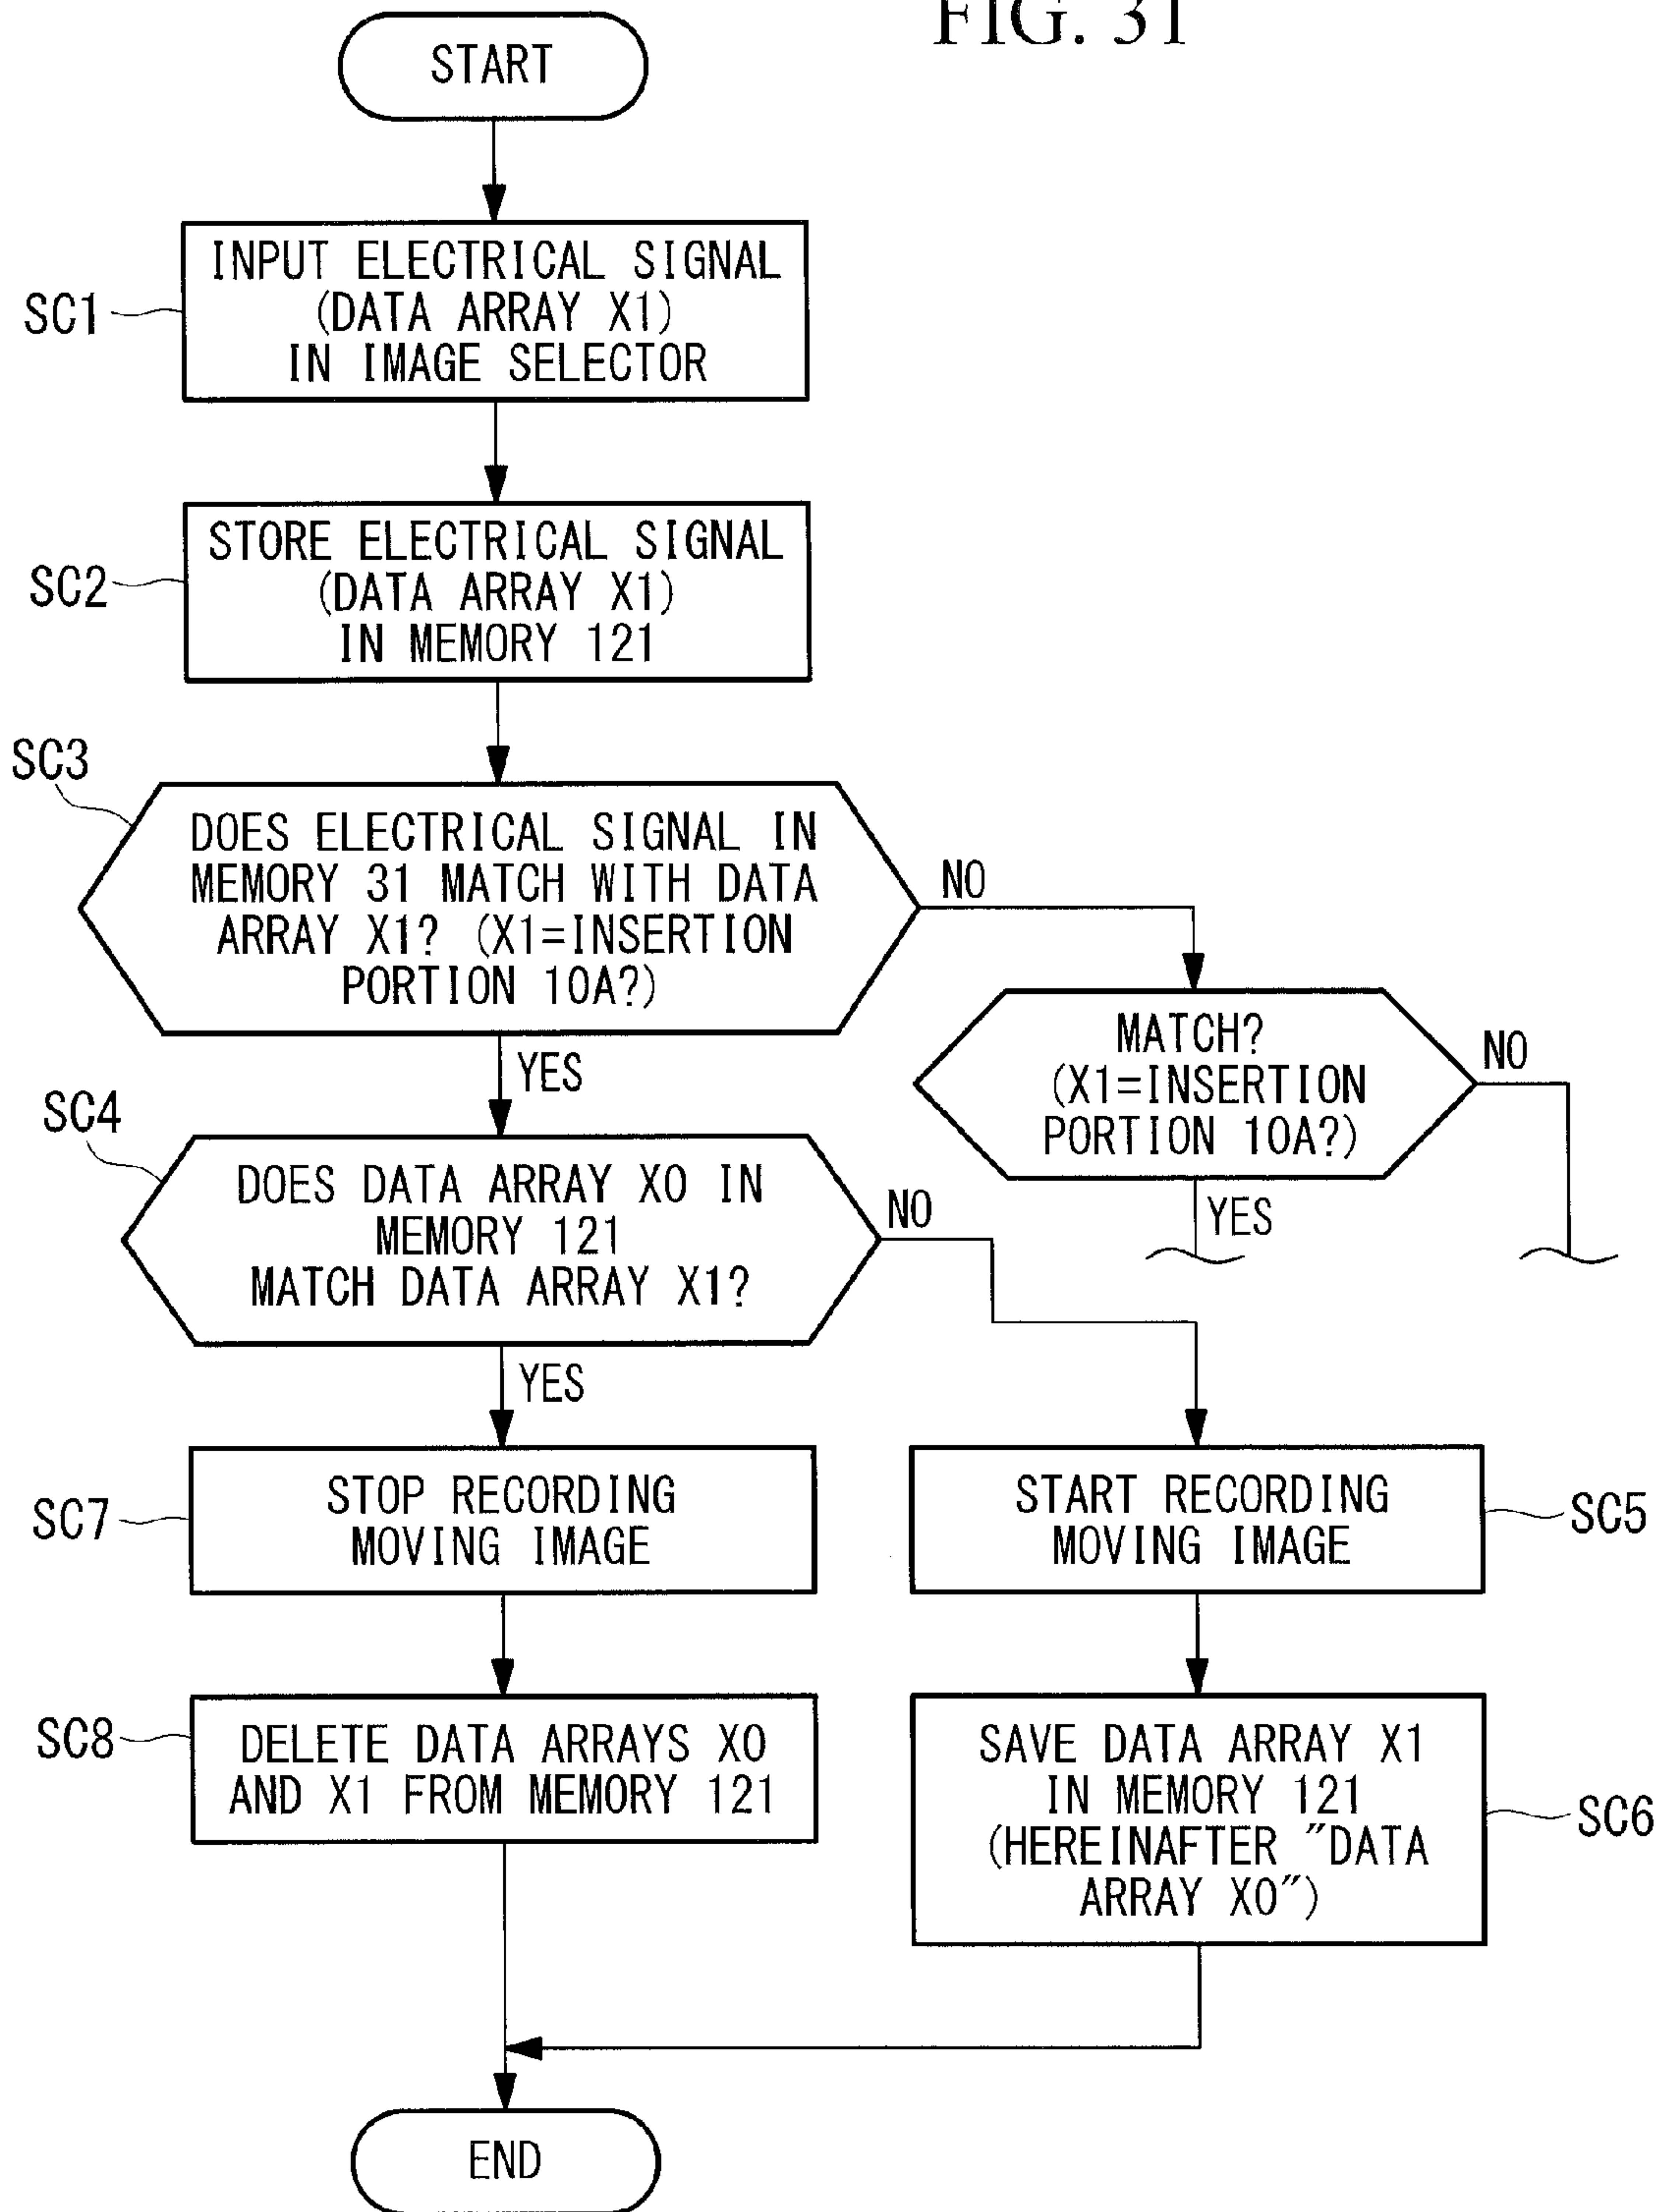 FIG. 31
START
SC1
INPUT ELECTRICAL SIGNAL
(DATA ARRAY X1)
IN IMAGE SELECTOR
SC2
STORE ELECTRICAL SIGNAL
(DATA ARRAY X1)
IN MEMORY 121
SC3
DOES ELECTRICAL SIGNAL IN
MEMORY 31 MATCH WITH DATA
ARRAY X1? (X1=INSERTION
PORTION 10A?)
NO
YES
MATCH?
(X1=INSERTION
PORTION 10A?)
NO
YES
SC4
DOES DATA ARRAY X0 IN
MEMORY 121
MATCH DATA ARRAY X1?
NO
YES
SC7
STOP RECORDING
MOVING IMAGE
START RECORDING
MOVING IMAGE
SC5
SC8
DELETE DATA ARRAYS X0
AND X1 FROM MEMORY 121
SAVE DATA ARRAY X1
IN MEMORY 121
(HEREINAFTER "DATA
ARRAY X0")
SC6
END